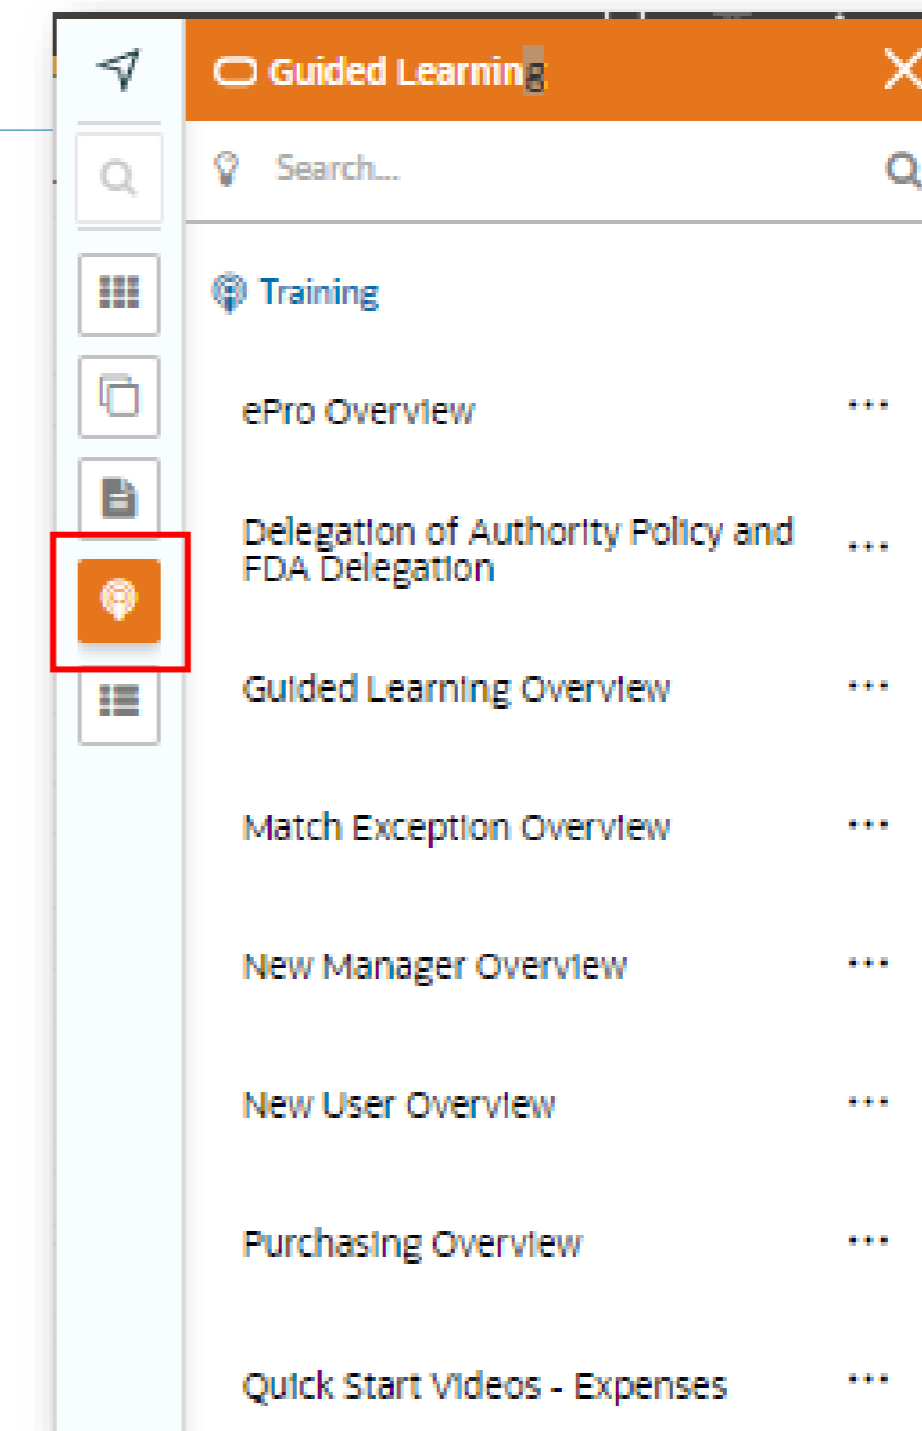 Guided Learning
Search...
Training
ePro Overview
Delegation of Authority Policy and
FDA Delegation
Guided Learning Overview
Match Exception Overview
New Manager Overview
New User Overview
Purchasing Overview
Quick Start Videos - Expenses